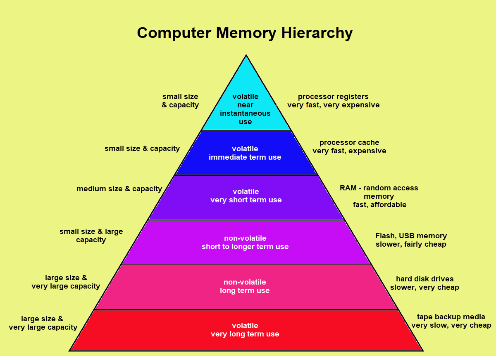 Computer Memory Hierarchy
small size
& capacity
volatile
near
instantaneous
use
processor registers
very fast, very expensive
small size & capacity
volatile
immediate term use
processor cache
very fast, expensive
medium size & capacity
volatile
very short term use
RAM - random access
memory
fast, affordable
small size & large
capacity
non-volatile
short to longer term use
Flash, USB memory
slower, fairly cheap
large size &
very large capacity
non-volatile
long term use
hard disk drives
slower, very cheap
large size &
very large capacity
volatile
very long term use
tape backup media
very slow, very cheap